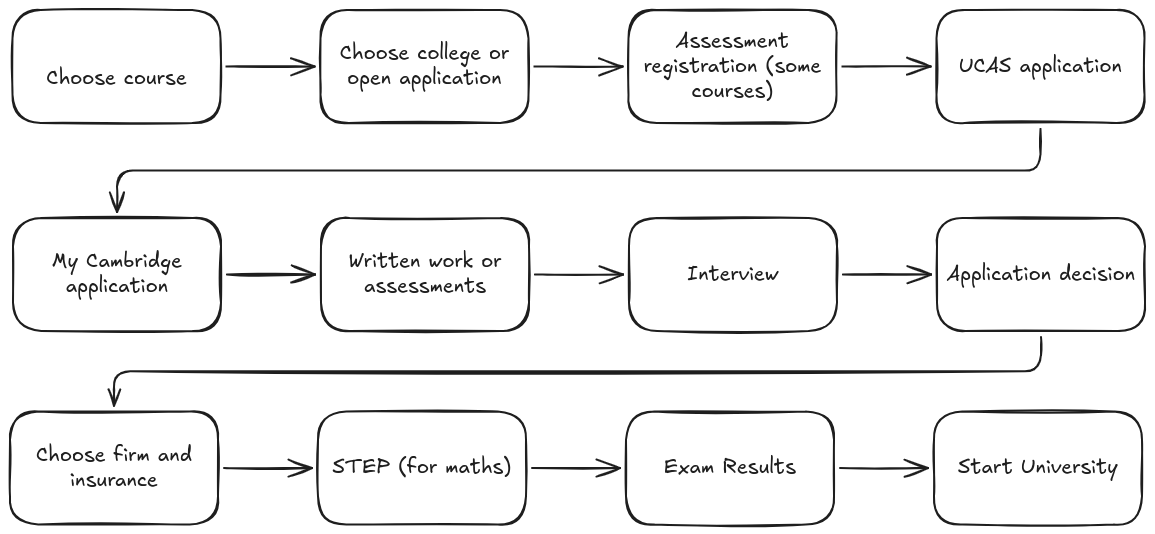 Choose course
Choose college or
open application
Assessment
registration (some
courses)
UCAS application
My Cambridge
application
Written work or
assessments
Interview
Application decision
Choose firm and
insurance
STEP (for maths)
Exam Results
Start University